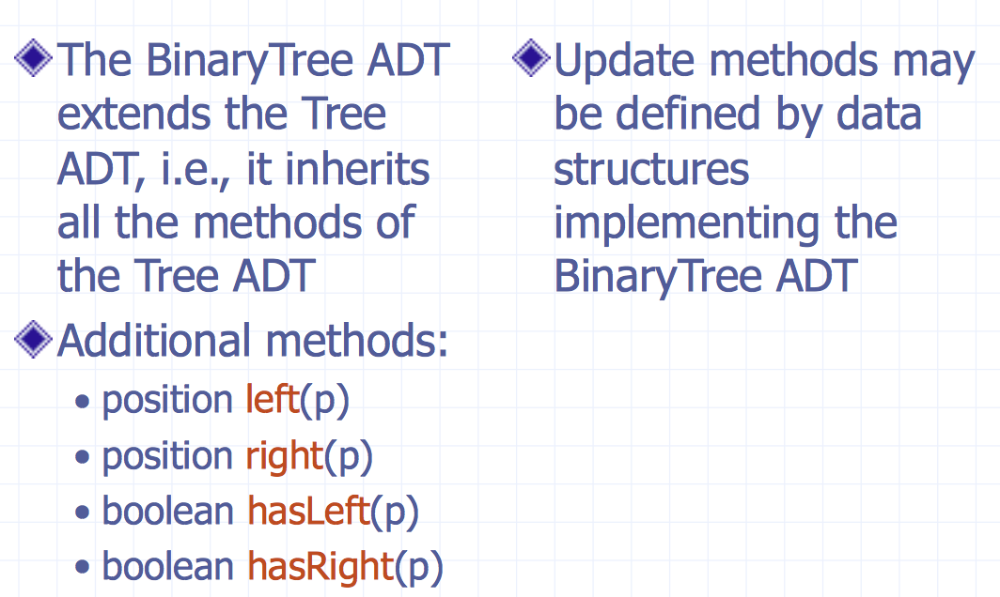 The BinaryTree ADT
extends the Tree
ADT, i.e., it inherits
all the methods of
the Tree ADT
Additional methods:
• position left(p)
• position right(p)
• boolean hasLeft(p)
• boolean hasRight(p)
Update methods may
be defined by data
structures
implementing the
BinaryTree ADT